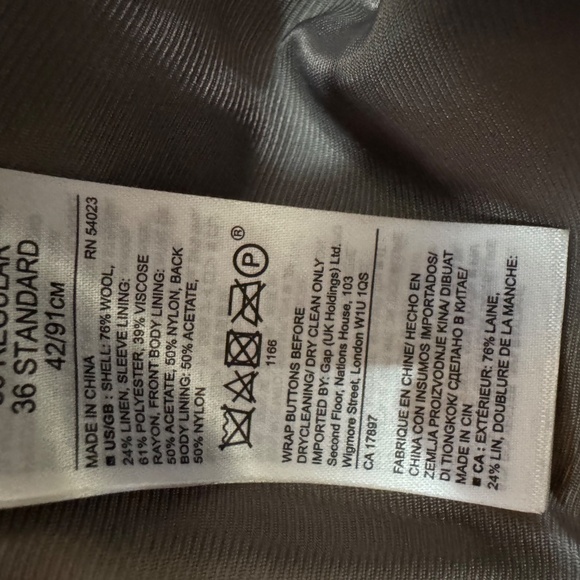 REGULAR
36 STANDARD
42/91CM
MADE IN CHINA RN 54023
■ US/GB : SHELL: 76% WOOL,
24% LINEN, SLEEVE LINING:
61% POLYESTER, 39% VISCOSE
RAYON, FRONT BODY LINING:
50% ACETATE, 50% NYLON, BACK
BODY LINING: 50% ACETATE,
50% NYLON
P ®
1166
WRAP BUTTONS BEFORE
DRYCLEANING/ DRY CLEAN ONLY
IMPORTED BY: Gap (UK Holdings) Ltd.
Second Floor, Nations House, 103
Wigmore Street, London W1U 1QS
CA 17897
FABRIQUE EN CHINE/ HECHO EN
CHINA CON INSUMOS IMPORTADOS/
ZEMLJA PROIZVODNJE KINA/ DIBUAT
DI TIONGKOK/ СДЕЛАНО В КИТАЕ/
MADE IN CIN
■ CA : EXTÉRIEUR: 76% LAINE,
24% LIN, DOUBLURE DE LA MANCHE: